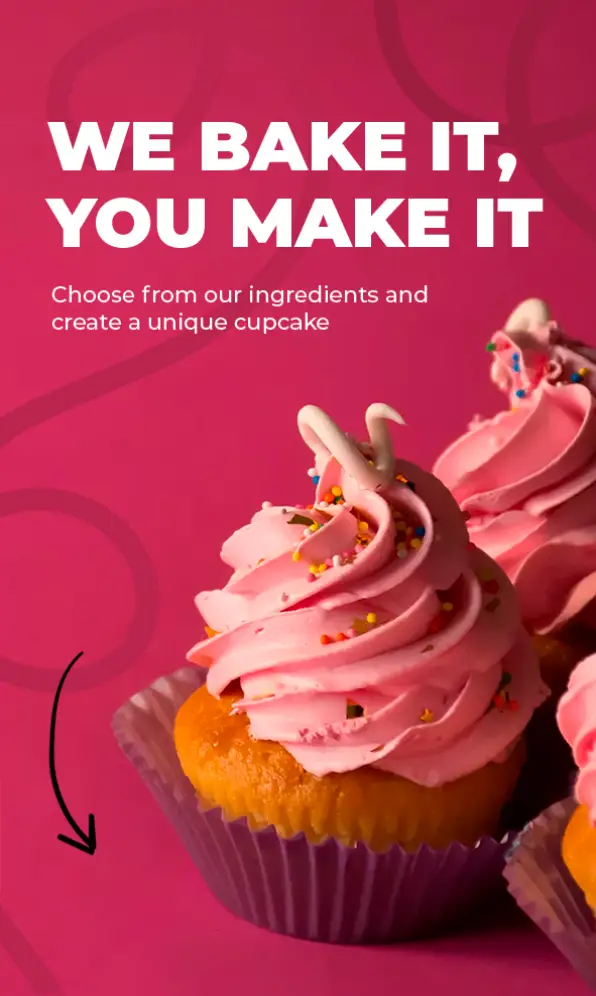 WE BAKE IT,
YOU MAKE IT
Choose from our ingredients and
create a unique cupcake